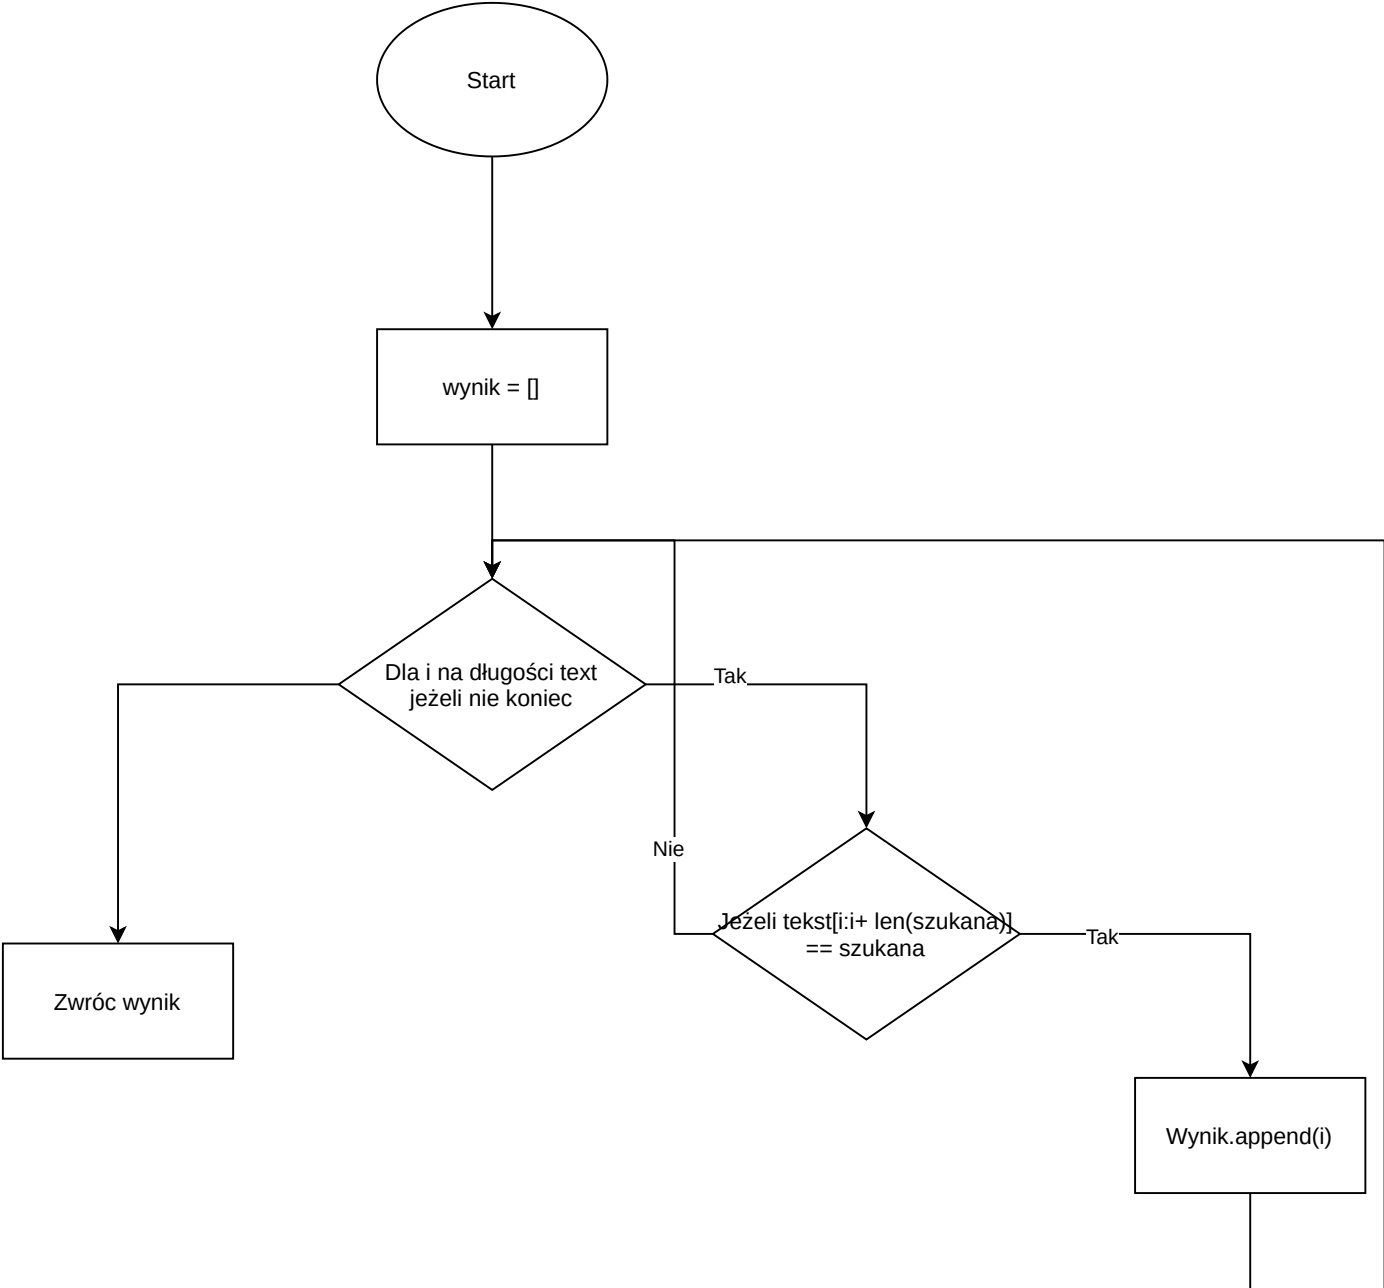 Start
wynik = []
Dla i na długości text
jeżeli nie koniec
Tak
Nie
Jeżeli tekst[i:i+ len(szukana)]
== szukana
Tak
Zwróc wynik
Wynik.append(i)